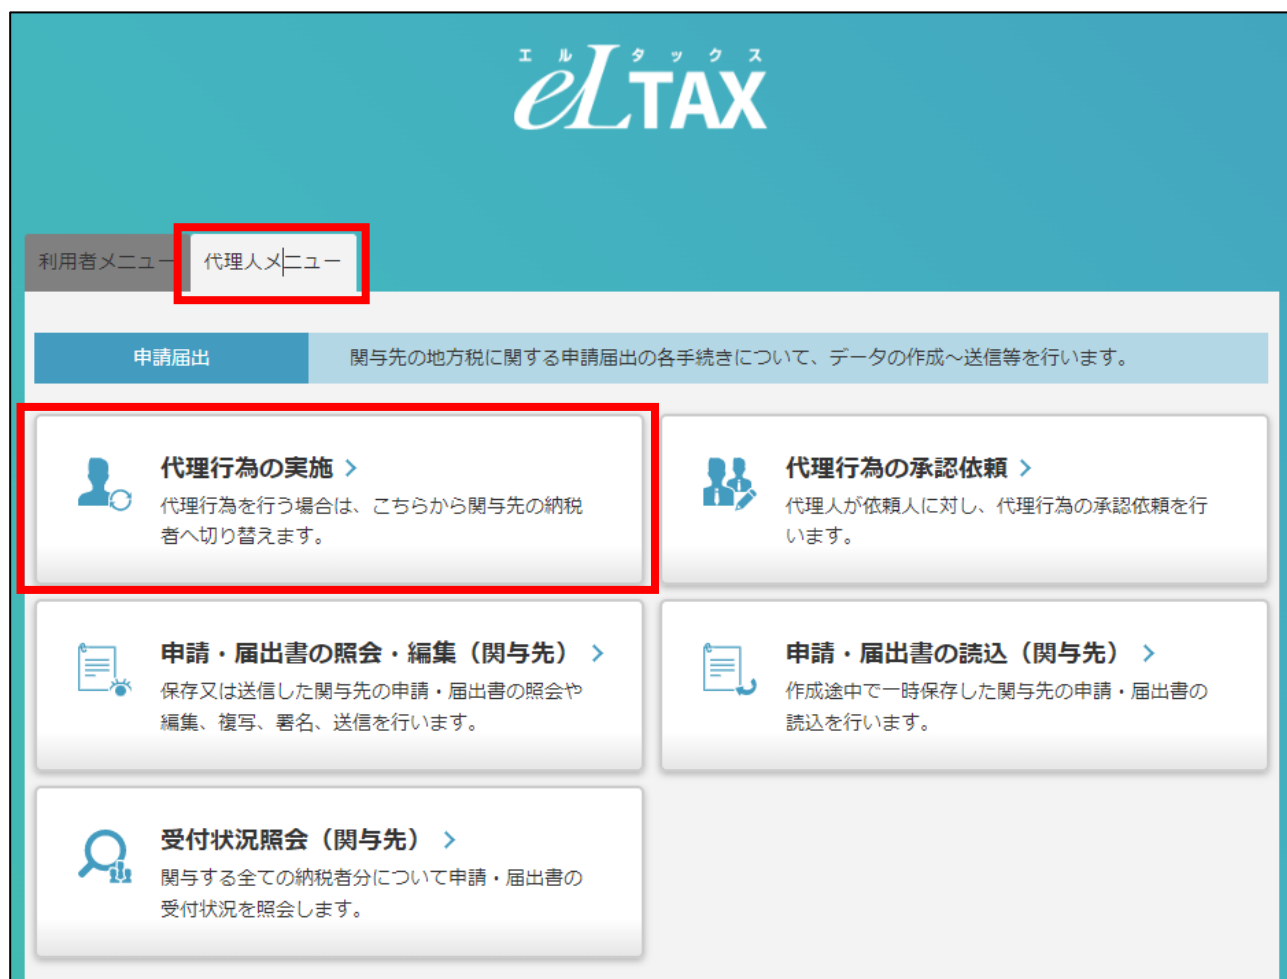 エルタックス
eLTAX
利用者メニュー
代理人メニュー
申請届出
関与先の地方税に関する申請届出の各手続きについて、データの作成～送信等を行います。
代理行為の実施
代理行為を行う場合は、こちらから関与先の納税
者へ切り替えます。
代理行為の承認依頼
代理人が依頼人に対し、代理行為の承認依頼を行
います。
申請・届出書の照会・編集（関与先）
保存又は送信した関与先の申請・届出書の照会や
編集、複写、署名、送信を行います。
申請・届出書の読込（関与先）
作成途中で一時保存した関与先の申請・届出書の
読込を行います。
受付状況照会（関与先）
関与する全ての納税者分について申請・届出書の
受付状況を照会します。